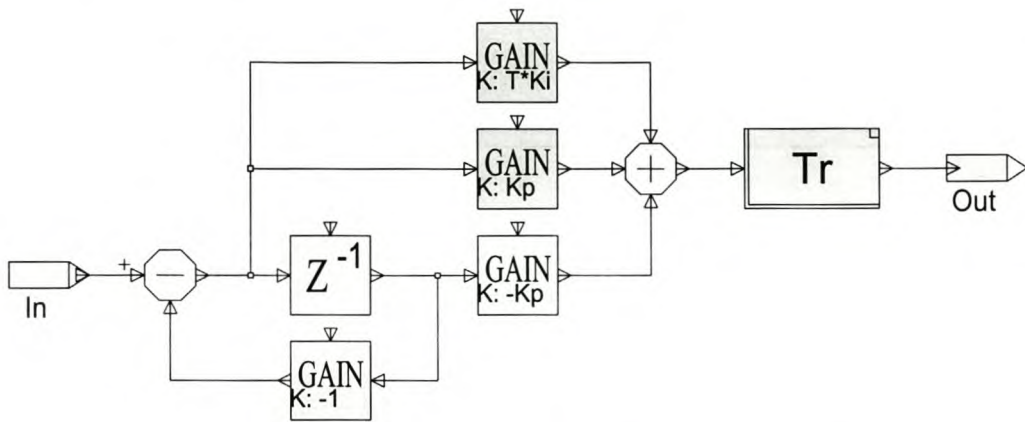 GAIN
K: T*Ki
GAIN
K: Kp
+
+
Tr
Out
In
+
−
Z⁻¹
GAIN
K: -Kp
GAIN
K: -1